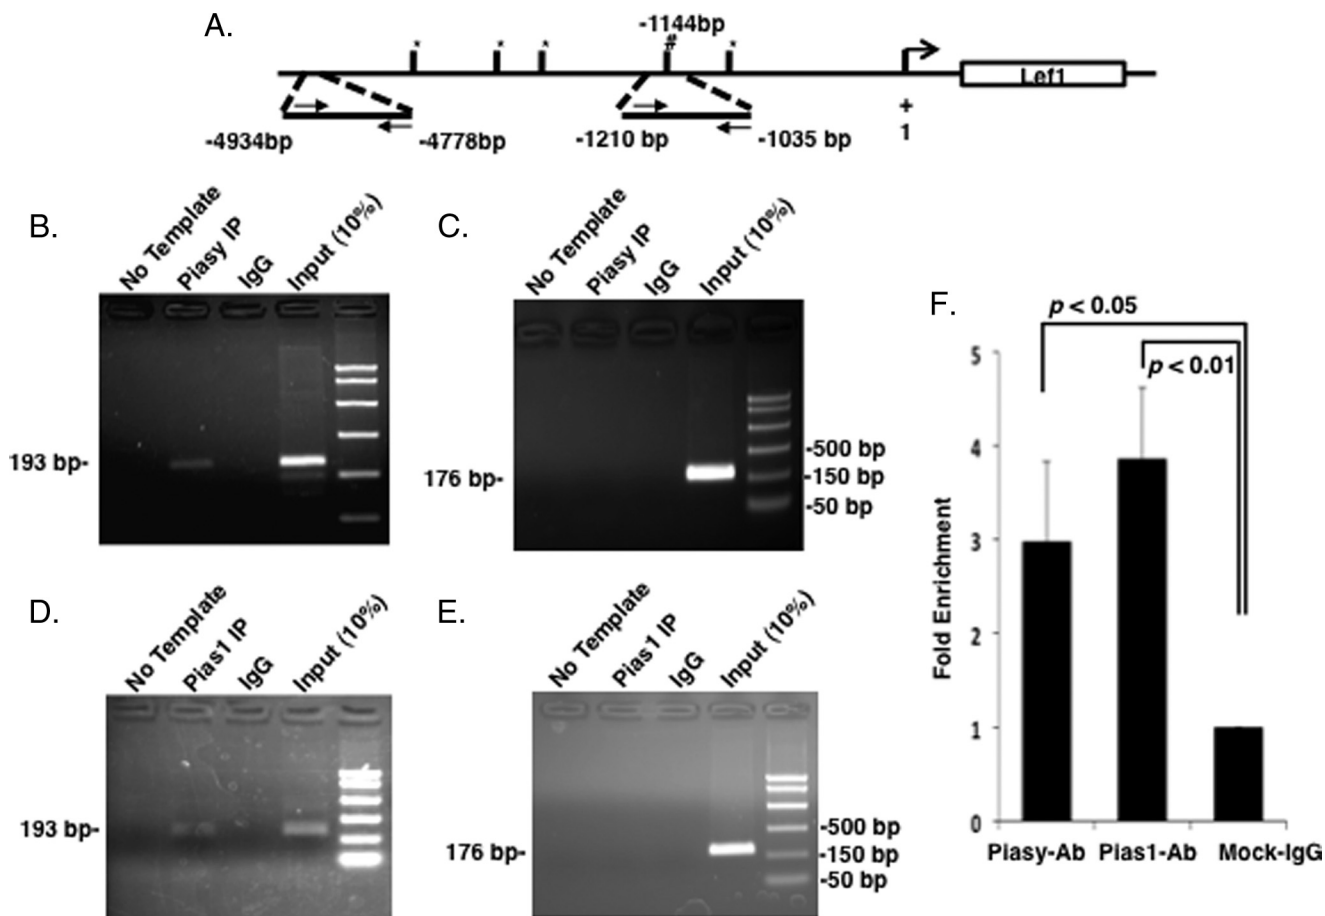 A.
-1144bp
* * * # *
Lef1
-4934bp
-4778bp
-1210 bp
-1035 bp
+
1
B.
No Template
Piasy IP
IgG
Input (10%)
193 bp-
C.
No Template
Piasy IP
IgG
Input (10%)
176 bp-
-500 bp
-150 bp
-50 bp
D.
No Template
Pias1 IP
IgG
Input (10%)
193 bp-
E.
No Template
Pias1 IP
IgG
Input (10%)
176 bp-
-500 bp
-150 bp
-50 bp
F.
p < 0.05
p < 0.01
Fold Enrichment
5
4
3
2
1
0
Piasy-Ab
Pias1-Ab
Mock-IgG